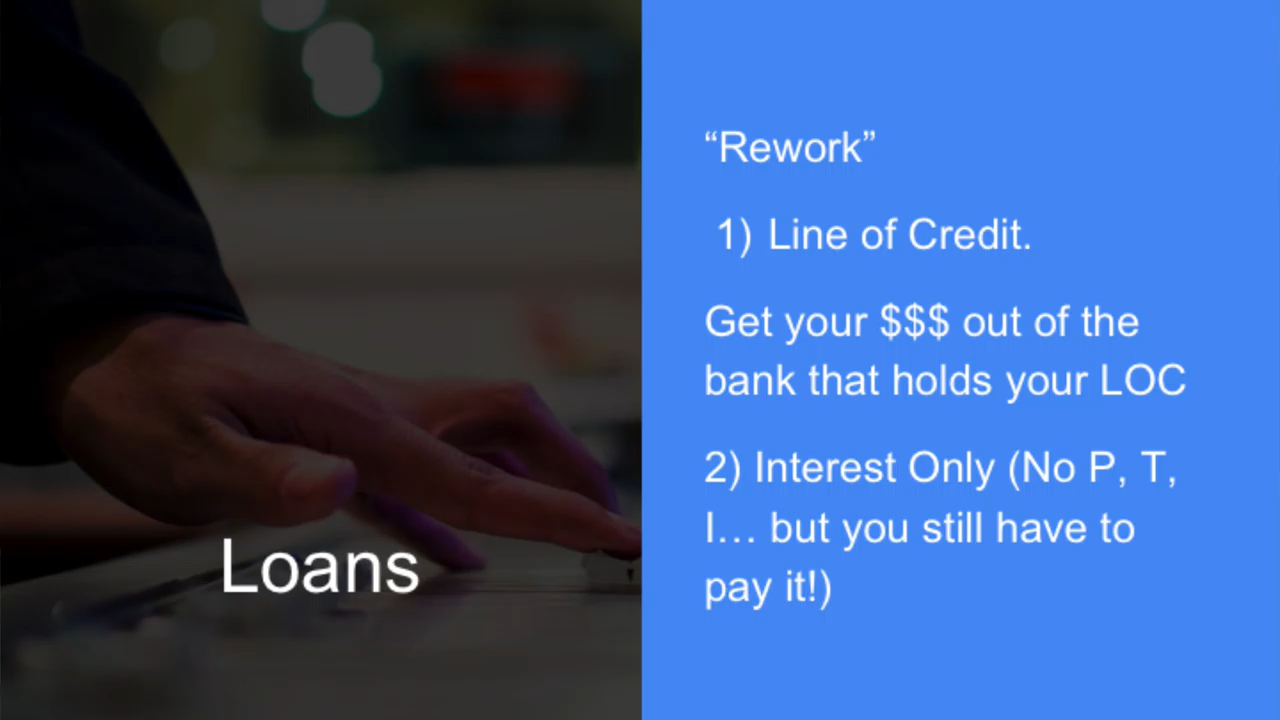 Loans
“Rework”
1) Line of Credit.
Get your $$$ out of the
bank that holds your LOC
2) Interest Only (No P, T,
I… but you still have to
pay it!)